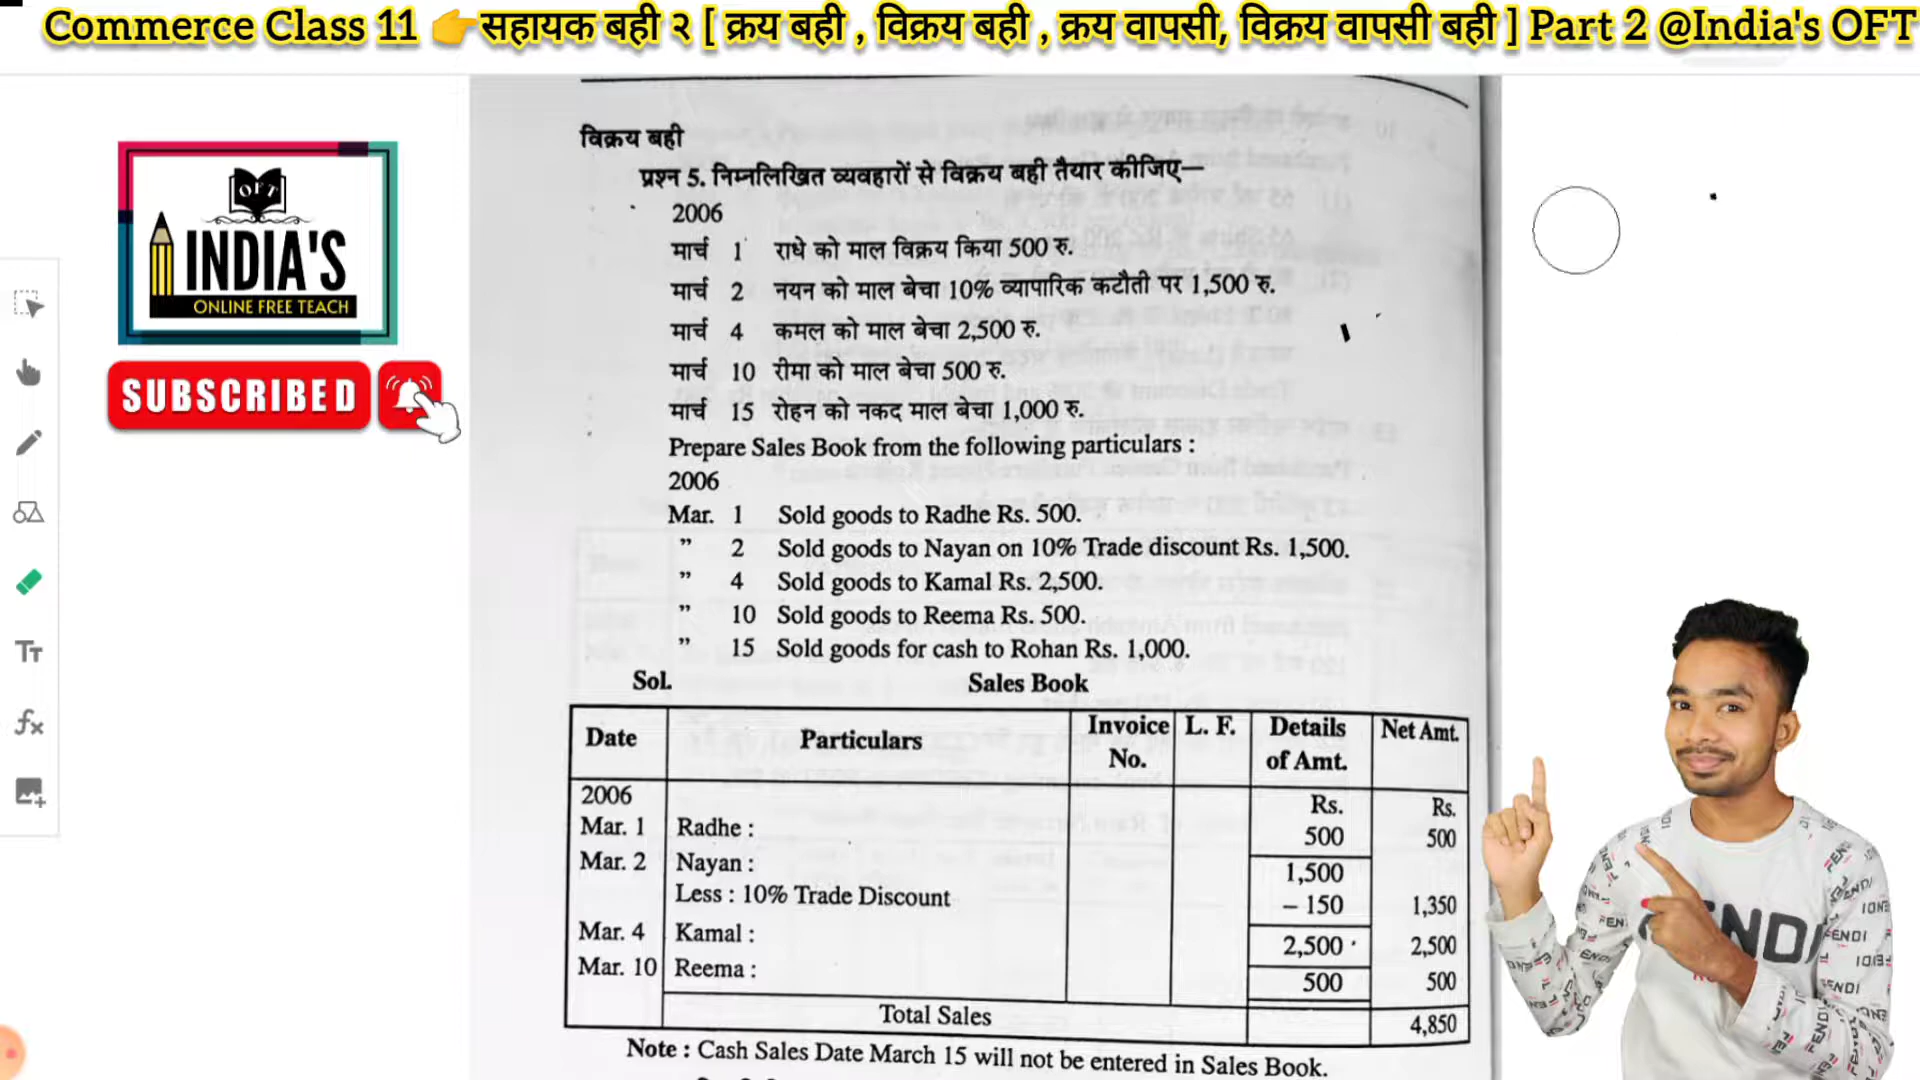 Commerce Class 11 👉सहायक बही २ [ क्रय बही , विक्रय बही , क्रय वापसी, विक्रय वापसी बही ] Part 2 @India's OFT
OFT
INDIA'S
ONLINE FREE TEACH
SUBSCRIBED
विक्रय बही
प्रश्न 5. निम्नलिखित व्यवहारों से विक्रय बही तैयार कीजिए—
2006
मार्च 1 राधे को माल विक्रय किया 500 रु.
मार्च 2 नयन को माल बेचा 10% व्यापारिक कटौती पर 1,500 रु.
मार्च 4 कमल को माल बेचा 2,500 रु.
मार्च 10 रीमा को माल बेचा 500 रु.
मार्च 15 रोहन को नकद माल बेचा 1,000 रु.
Prepare Sales Book from the following particulars :
2006
Mar. 1 Sold goods to Radhe Rs. 500.
” 2 Sold goods to Nayan on 10% Trade discount Rs. 1,500.
” 4 Sold goods to Kamal Rs. 2,500.
” 10 Sold goods to Reema Rs. 500.
” 15 Sold goods for cash to Rohan Rs. 1,000.
Sol. Sales Book
Date Particulars Invoice No. L. F. Details of Amt. Net Amt.
2006 Rs. Rs.
Mar. 1 Radhe : 500 500
Mar. 2 Nayan : 1,500
Less : 10% Trade Discount – 150 1,350
Mar. 4 Kamal : 2,500 2,500
Mar. 10 Reema : 500 500
Total Sales 4,850
Note : Cash Sales Date March 15 will not be entered in Sales Book.
Tт
fx
FENDI